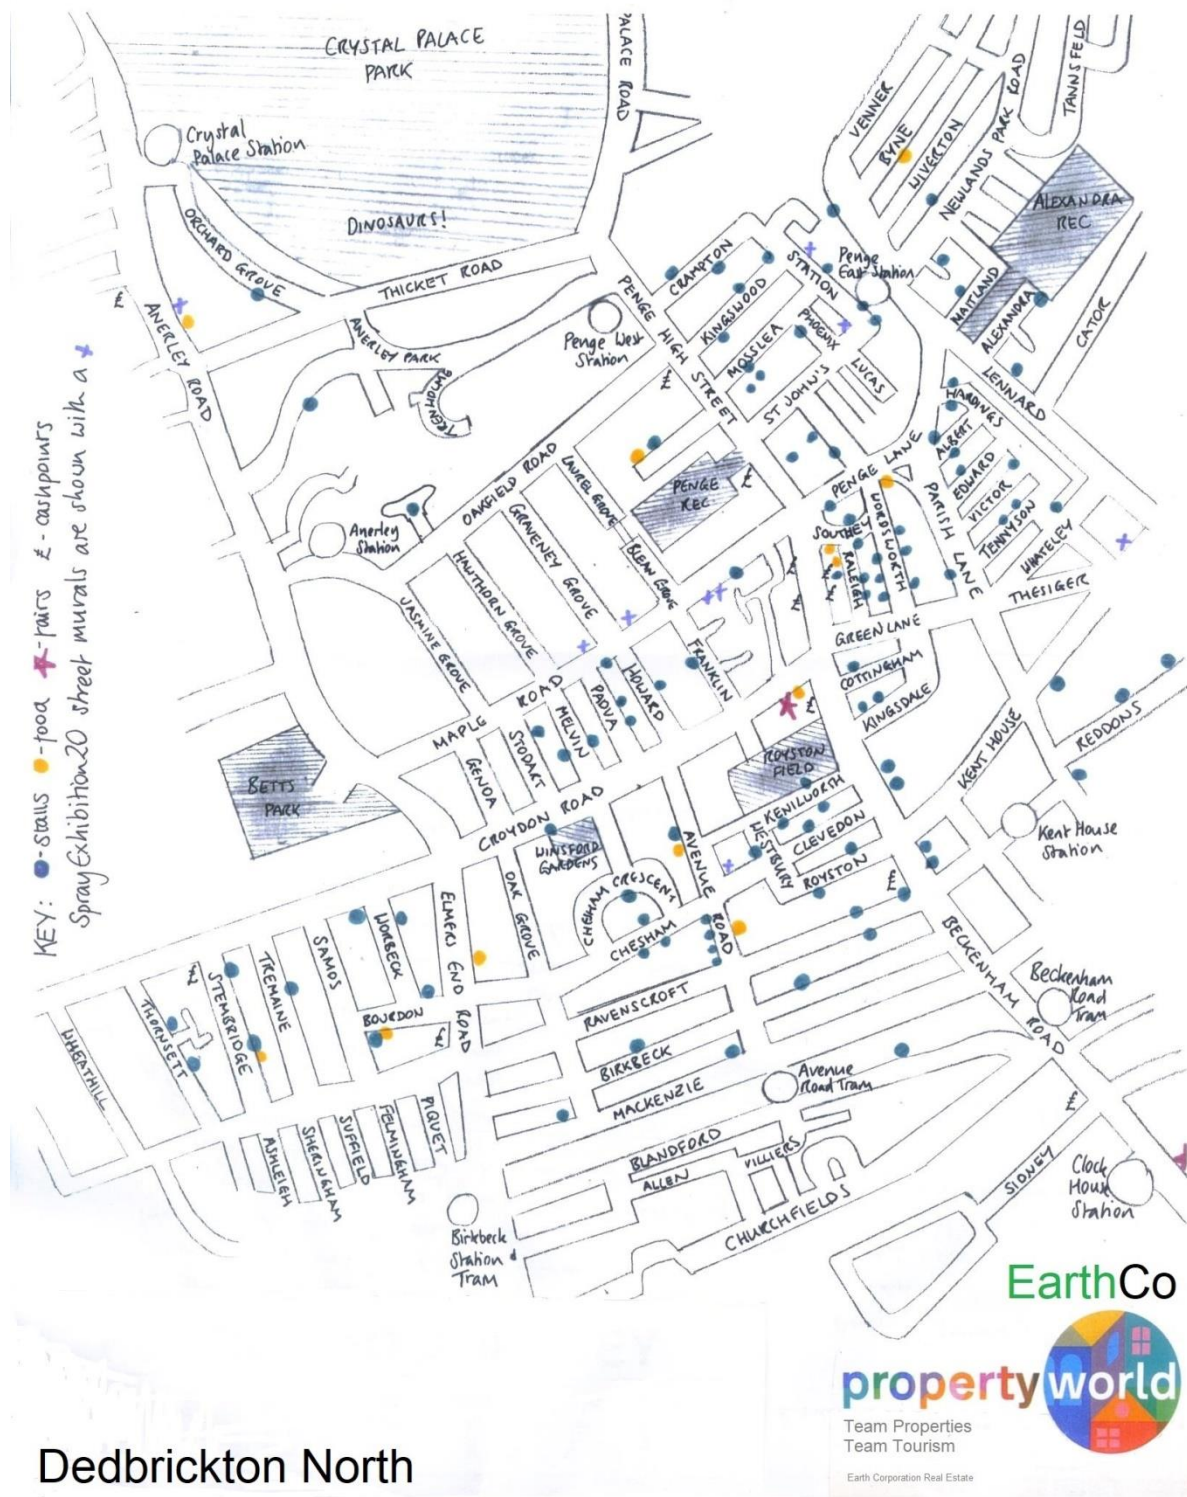 CRYSTAL PALACE
PARK
PALACE ROAD
Crystal
Palace Station
DINOSAURS!
ORCHARD GROVE
THICKET ROAD
ANERLEY ROAD
£
ANERLEY PARK
TRENHOLME
PENGE HIGH STREET
Penge West
Station
VENNER
BYNE
WIVERTON
NEWLANDS PARK ROAD
TANNSFELD
ALEXANDRA
REC
MAITLAND
ALEXANDRA
CATOR
LENNARD
CRAMPTON
KINGSWOOD
MOSSLEA
STATION
PHOENIX
Penge
East Station
ST JOHN'S
LUCAS
£
HARDINGS
ALBERT
EDWARD
VICTOR
TENNYSON
WHATELEY
THESIGER
PENGE LANE
PARISH LANE
SOUTHEY
RALEIGH
WORDSWORTH
GREEN LANE
COTTINGHAM
KINGSDALE
PENGE
REC
£
OAKFIELD ROAD
LAUREL GROVE
BLEAN GROVE
GRAVENEY GROVE
HAWTHORN GROVE
JASMINE GROVE
Anerley
Station
MAPLE ROAD
FRANKLIN
HOWARD
PADUA
MELVIN
STODART
GENOA
CROYDON ROAD
BETTS
PARK
WINSFORD
GARDENS
ROYSTON
FIELD
£
KENILWORTH
CLEVEDON
WESTBURY
ROYSTON
£
KENT HOUSE
REDDONS
Kent House
Station
AVENUE
ROAD
CHESHAM CRESCENT
CHESHAM
OAK GROVE
ELMERS END ROAD
WORBECK
SAMOS
TREMAINE
STEMBRIDGE
£
THORNSETT
WHEATHILL
BOURDON
£
RAVENSCROFT
BIRKBECK
MACKENZIE
BECKENHAM ROAD
Beckenham
Road
Tram
Avenue
Road Tram
BLANDFORD
ALLEN
VILLIERS
CHURCHFIELDS
SIDNEY
£
Clock
House
Station
PIQUET
FELMINGHAM
SUFFIELD
SHERINGHAM
ASHLEIGH
Birkbeck
Station &
Tram
KEY: -stalls -food -fairs £ - cashpoints
Spray Exhibition20 street murals are shown with a
EarthCo
propertyworld
Team Properties
Team Tourism
Earth Corporation Real Estate
Dedbrickton North